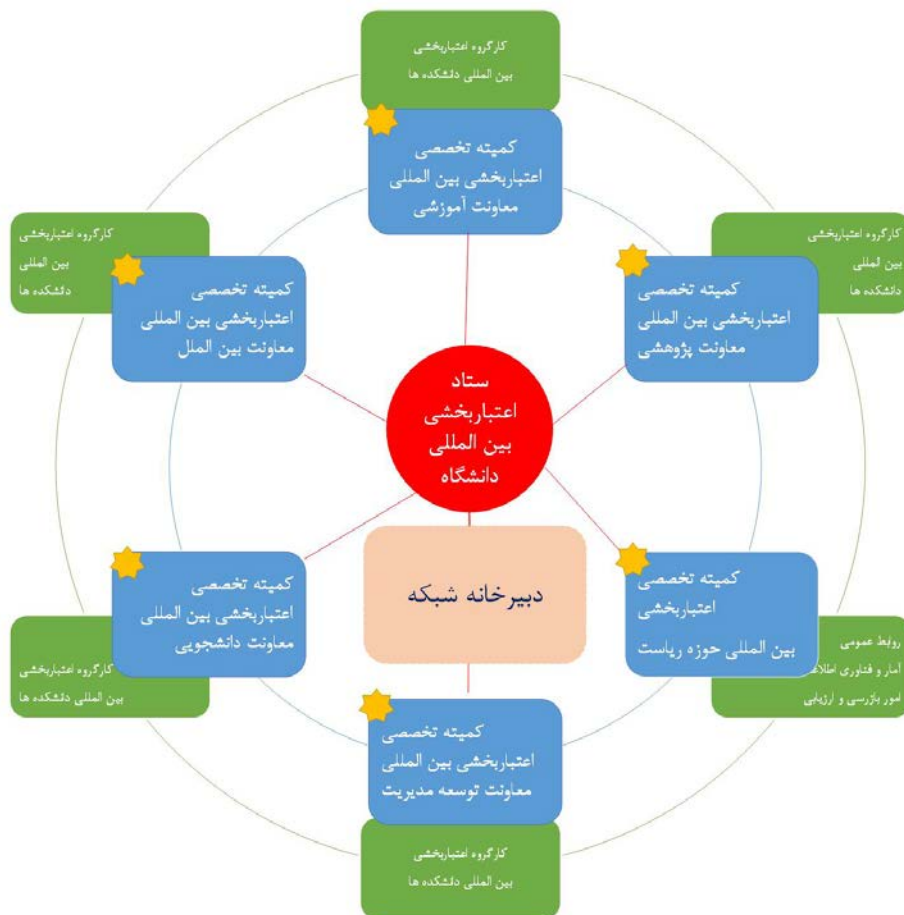 کارگروه اعتباربخشی
بین المللی دانشکده ها
کمیته تخصصی
اعتباربخشی بین المللی
معاونت آموزشی
کارگروه اعتباربخشی
بین المللی
دانشکده ها
کمیته تخصصی
اعتباربخشی بین المللی
معاونت پژوهشی
کارگروه اعتباربخشی
بین المللی
دانشکده ها
کمیته تخصصی
اعتباربخشی بین المللی
معاونت بین الملل
ستاد
اعتباربخشی
بین المللی
دانشگاه
دبیرخانه شبکه
کمیته تخصصی
اعتباربخشی
بین المللی حوزه ریاست
روابط عمومی
آمار و فناوری
امور بازرسی و ارزیابی
کمیته تخصصی
اعتباربخشی بین المللی
معاونت دانشجویی
کارگروه اعتباربخشی
بین المللی دانشکده ها
کمیته تخصصی
اعتباربخشی بین المللی
معاونت توسعه مدیریت
کارگروه اعتباربخشی
بین المللی دانشکده ها